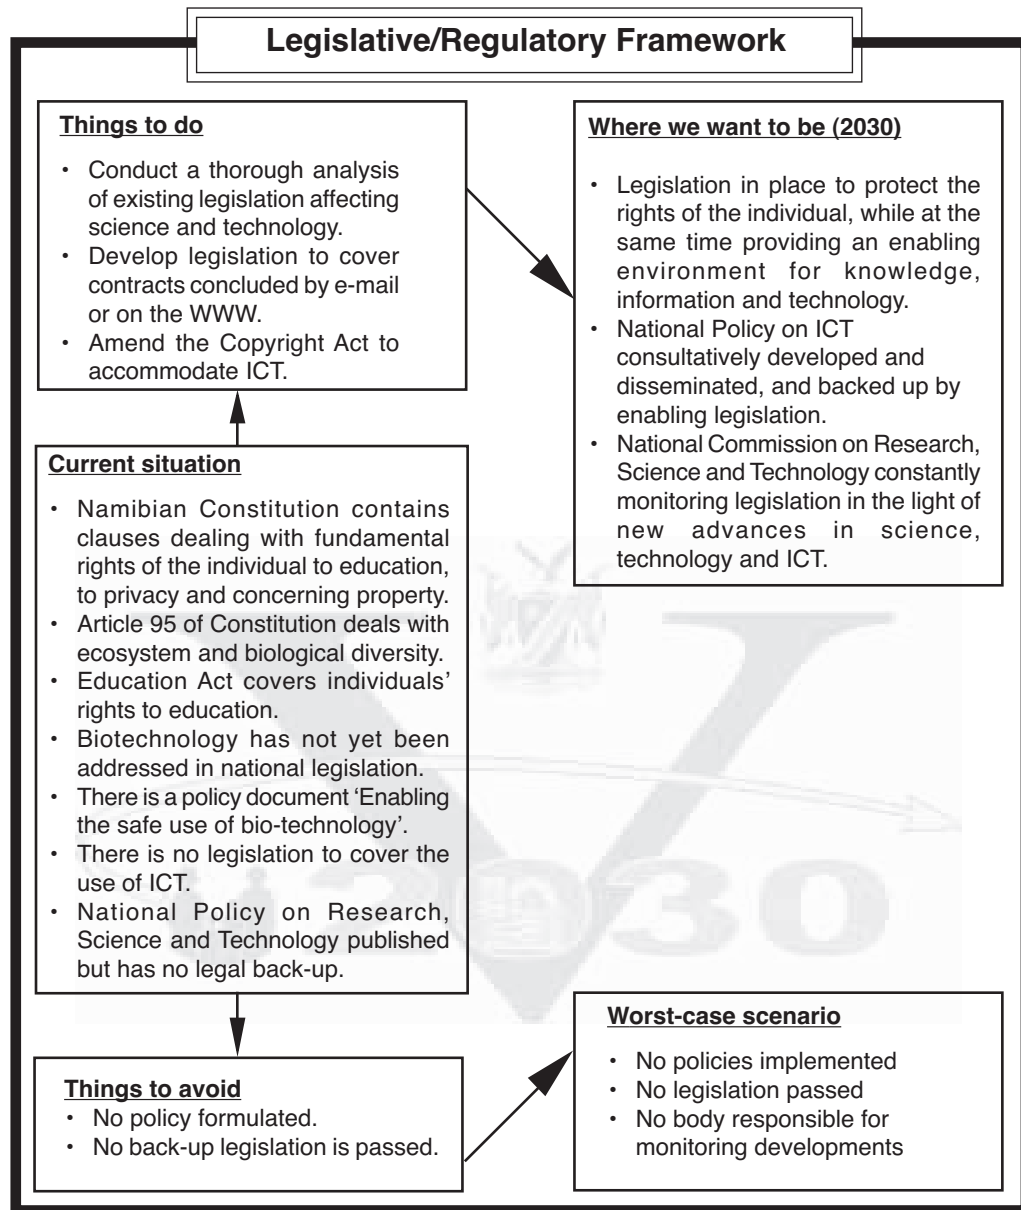 Legislative/Regulatory Framework
Things to do
• Conduct a thorough analysis
of existing legislation affecting
science and technology.
• Develop legislation to cover
contracts concluded by e-mail
or on the WWW.
• Amend the Copyright Act to
accommodate ICT.
Where we want to be (2030)
• Legislation in place to protect the
rights of the individual, while at the
same time providing an enabling
environment for knowledge,
information and technology.
• National Policy on ICT
consultatively developed and
disseminated, and backed up by
enabling legislation.
• National Commission on Research,
Science and Technology constantly
monitoring legislation in the light of
new advances in science,
technology and ICT.
Current situation
• Namibian Constitution contains
clauses dealing with fundamental
rights of the individual to education,
to privacy and concerning property.
• Article 95 of Constitution deals with
ecosystem and biological diversity.
• Education Act covers individuals’
rights to education.
• Biotechnology has not yet been
addressed in national legislation.
• There is a policy document ‘Enabling
the safe use of bio-technology’.
• There is no legislation to cover the
use of ICT.
• National Policy on Research,
Science and Technology published
but has no legal back-up.
Things to avoid
• No policy formulated.
• No back-up legislation is passed.
Worst-case scenario
• No policies implemented
• No legislation passed
• No body responsible for
monitoring developments
V
2030